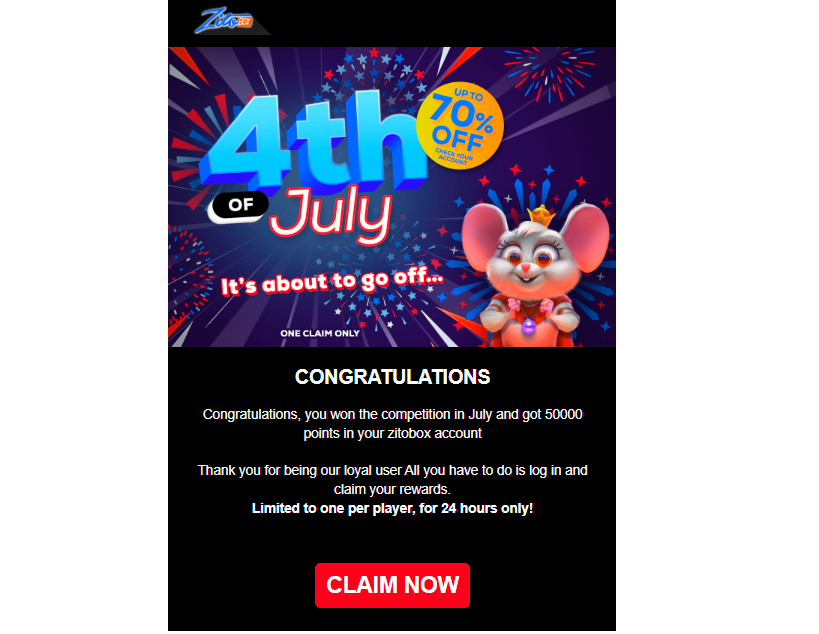 Zito BOX
UP TO
70%
OFF
CHECK YOUR
ACCOUNT
4th
OF July
It's about to go off...
ONE CLAIM ONLY
CONGRATULATIONS
Congratulations, you won the competition in July and got 50000
points in your zitobox account
Thank you for being our loyal user All you have to do is log in and
claim your rewards.
Limited to one per player, for 24 hours only!
CLAIM NOW